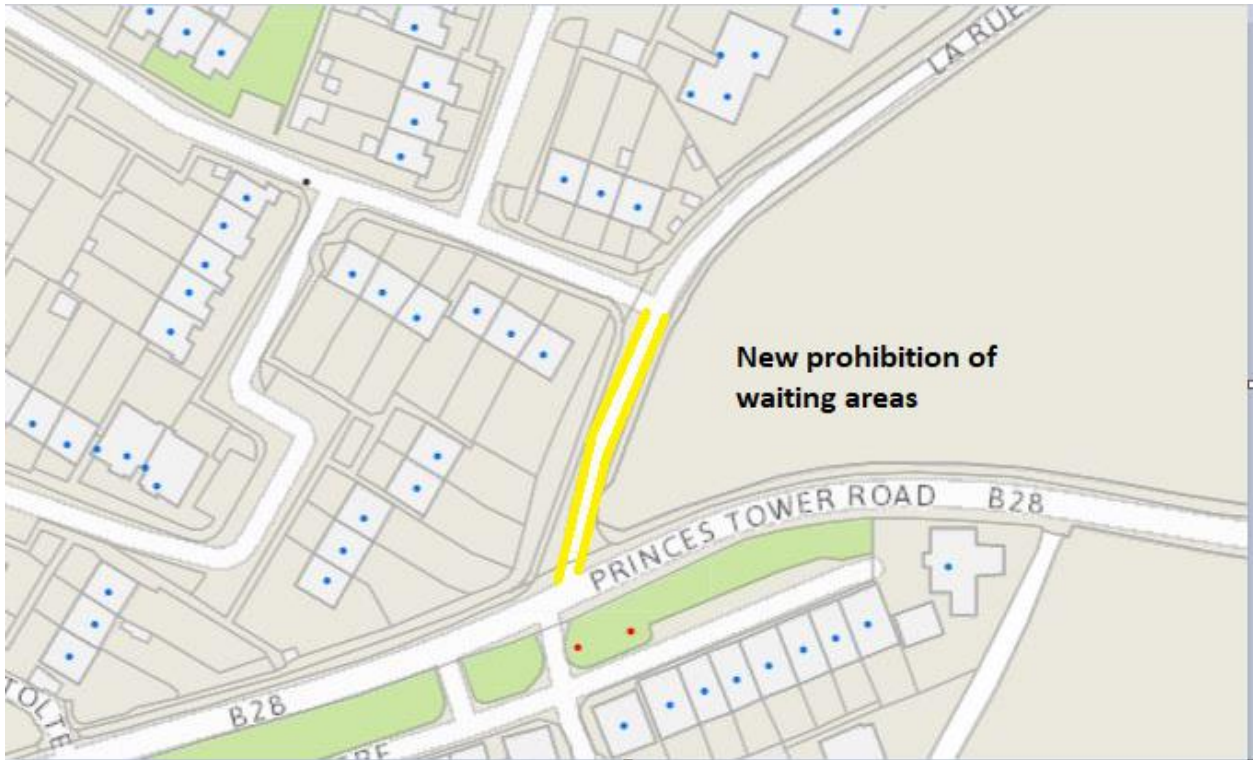 LA RUE
New prohibition of
waiting areas
PRINCES TOWER ROAD B28
B28